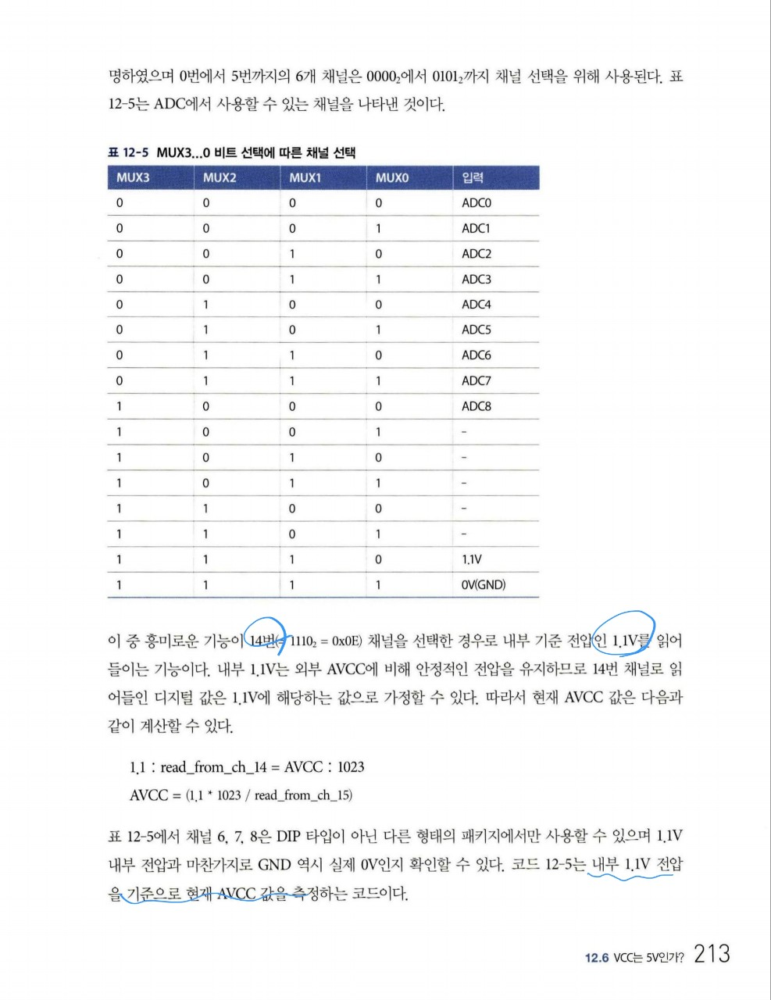 명하였으며 0번에서 5번까지의 6개 채널은 0000₂에서 0101₂까지 채널 선택을 위해 사용된다. 표
12-5는 ADC에서 사용할 수 있는 채널을 나타낸 것이다.
표 12-5 MUX3...0 비트 선택에 따른 채널 선택
MUX3 MUX2 MUX1 MUX0 입력
0 0 0 0 ADC0
0 0 0 1 ADC1
0 0 1 0 ADC2
0 0 1 1 ADC3
0 1 0 0 ADC4
0 1 0 1 ADC5
0 1 1 0 ADC6
0 1 1 1 ADC7
1 0 0 0 ADC8
1 0 0 1 -
1 0 1 0 -
1 0 1 1 -
1 1 0 0 -
1 1 0 1 -
1 1 1 0 1.1V
1 1 1 1 0V(GND)
이 중 흥미로운 기능이 14번(= 1110₂ = 0x0E) 채널을 선택한 경우로 내부 기준 전압인 1.1V를 읽어
들이는 기능이다. 내부 1.1V는 외부 AVCC에 비해 안정적인 전압을 유지하므로 14번 채널로 읽
어들인 디지털 값은 1.1V에 해당하는 값으로 가정할 수 있다. 따라서 현재 AVCC 값은 다음과
같이 계산할 수 있다.
1.1 : read_from_ch_14 = AVCC : 1023
AVCC = (1.1 * 1023 / read_from_ch_15)
표 12-5에서 채널 6, 7, 8은 DIP 타입이 아닌 다른 형태의 패키지에서만 사용할 수 있으며 1.1V
내부 전압과 마찬가지로 GND 역시 실제 0V인지 확인할 수 있다. 코드 12-5는 내부 1.1V 전압
을 기준으로 현재 AVCC 값을 측정하는 코드이다.
12.6 VCC는 5V인가? 213